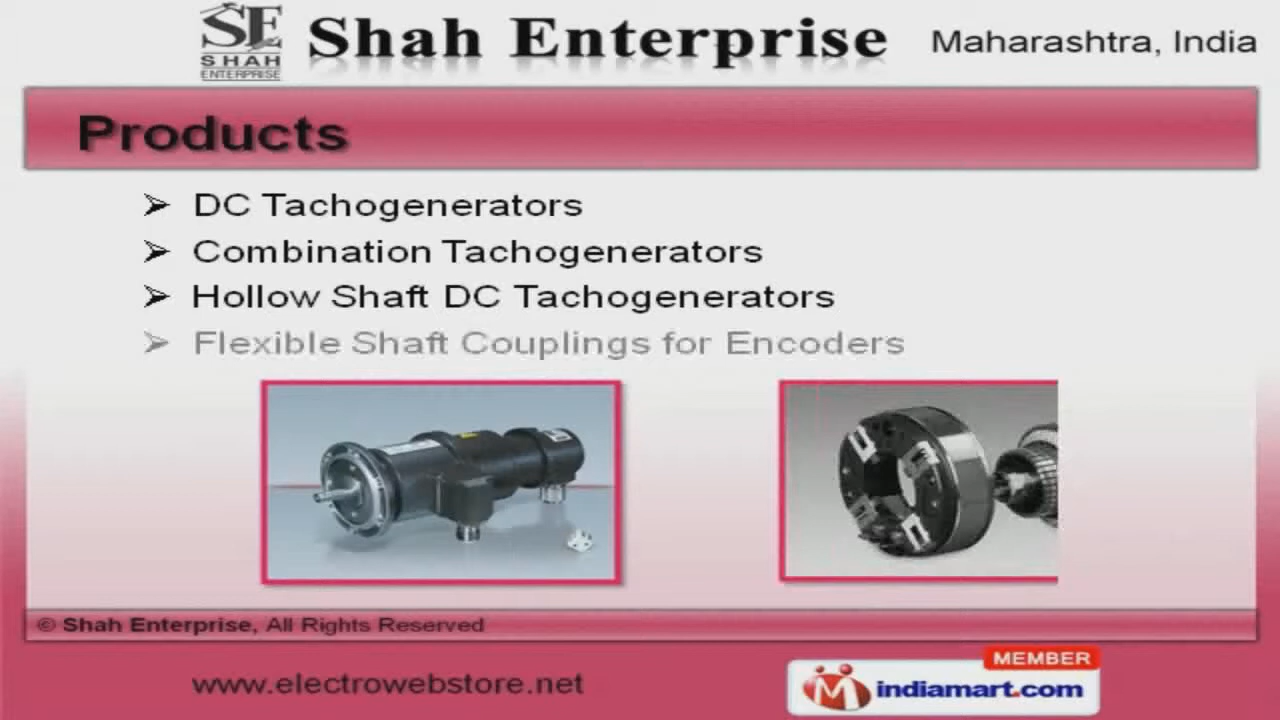 SE
SHAH
ENTERPRISE
Shah Enterprise
Maharashtra, India
Products
➢ DC Tachogenerators
➢ Combination Tachogenerators
➢ Hollow Shaft DC Tachogenerators
➢ Flexible Shaft Couplings for Encoders
© Shah Enterprise, All Rights Reserved
www.electrowebstore.net
MEMBER
indiamart.com